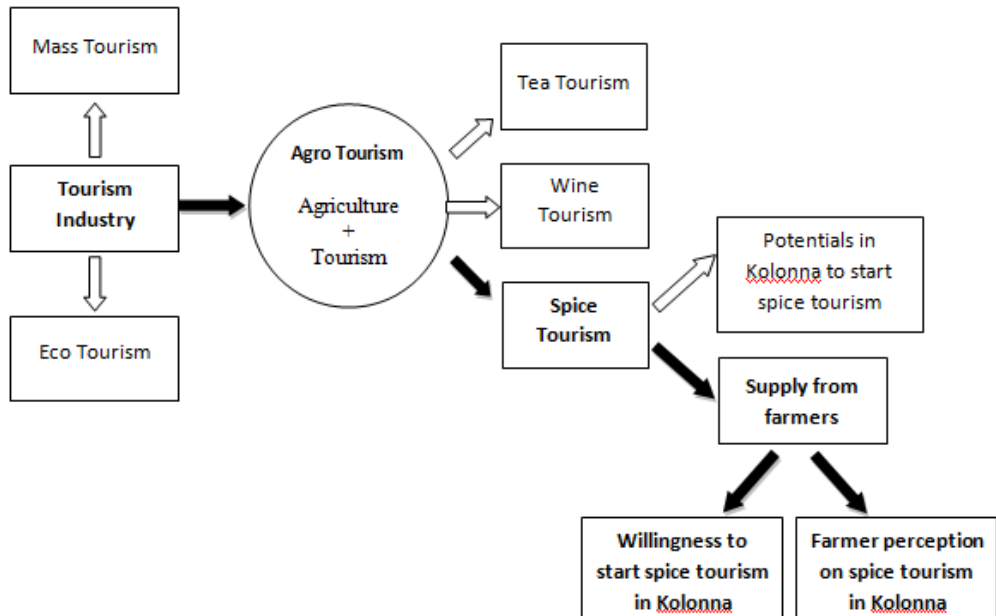 Mass Tourism
Tourism
Industry
Eco Tourism
Agro Tourism
Agriculture
+
Tourism
Tea Tourism
Wine
Tourism
Spice
Tourism
Potentials in
Kolonna to start
spice tourism
Supply from
farmers
Willingness to
start spice tourism
in Kolonna
Farmer perception
on spice tourism
in Kolonna